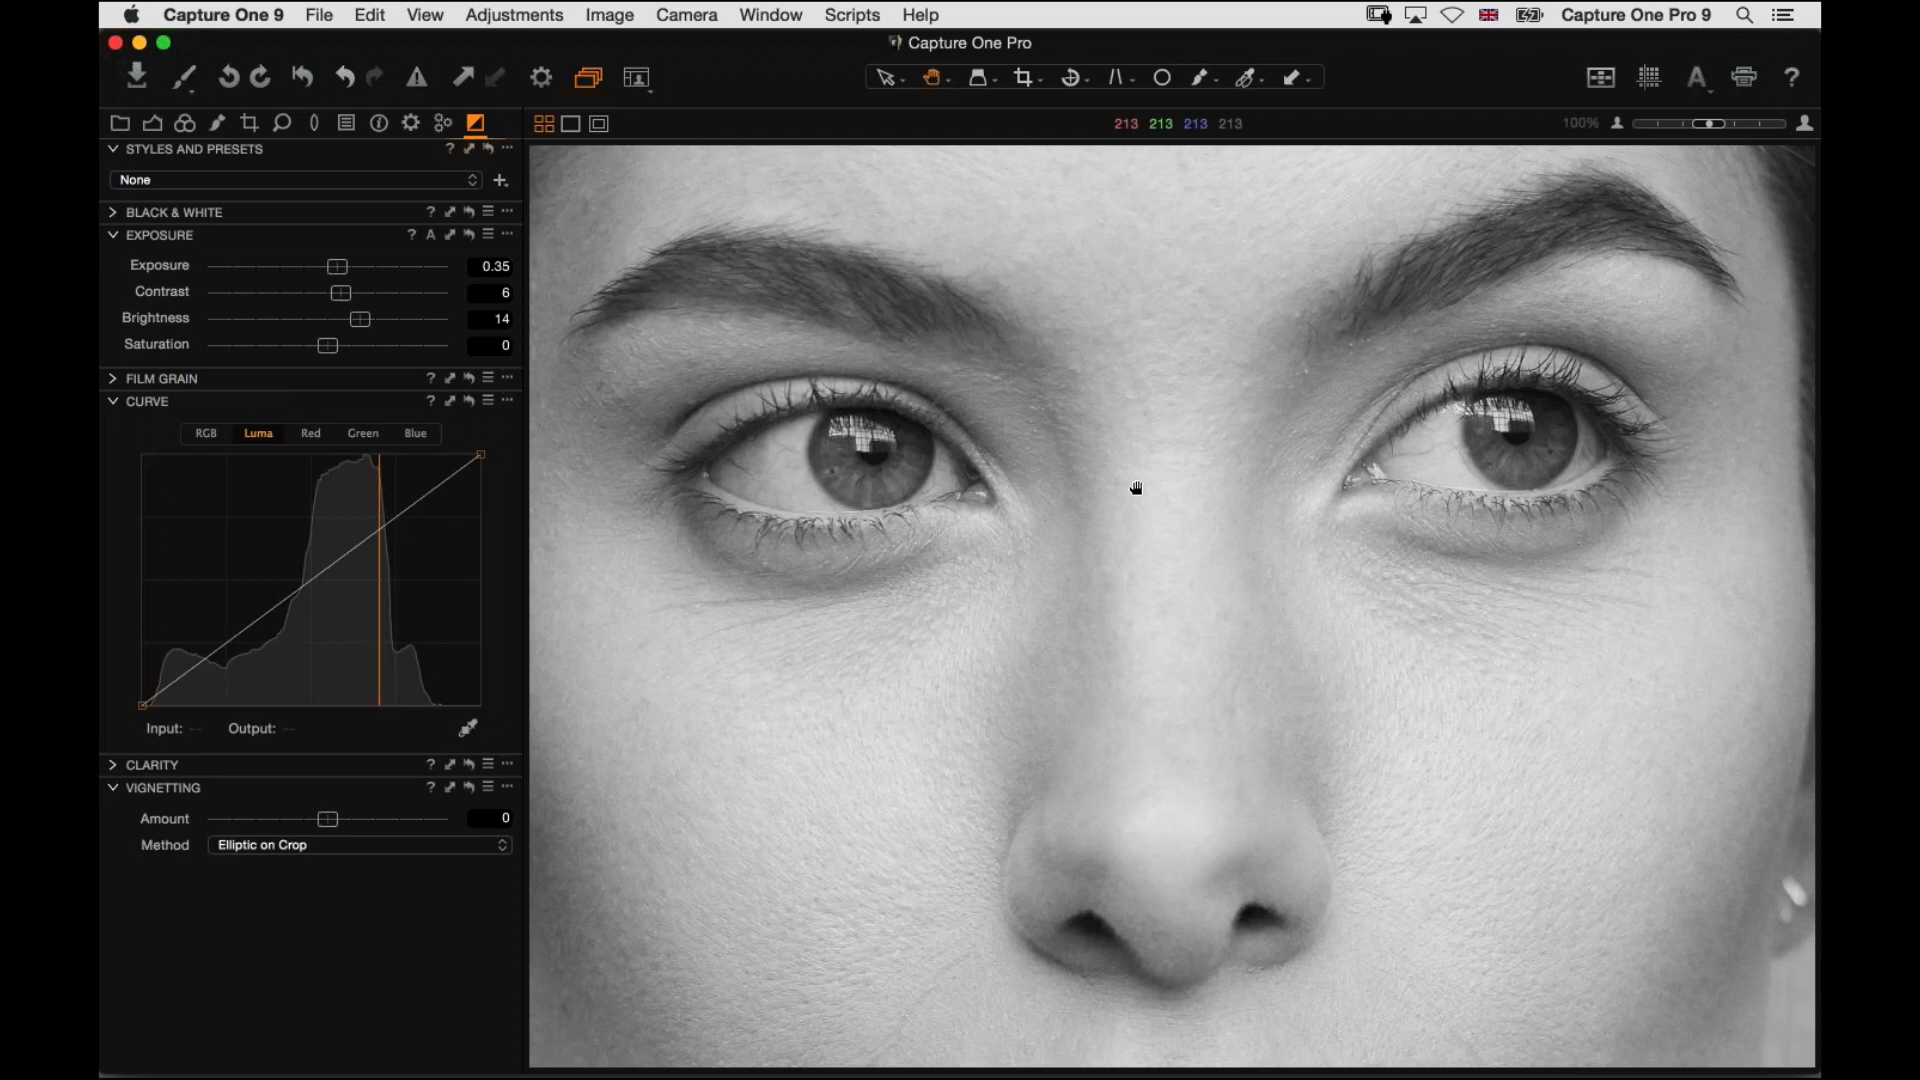 Capture One 9 File Edit View Adjustments Image Camera Window Scripts Help Capture One Pro 9
Capture One Pro
A ?
213 213 213 213 100%
STYLES AND PRESETS ?
None
BLACK & WHITE ?
EXPOSURE ? A
Exposure 0.35
Contrast 6
Brightness 14
Saturation 0
FILM GRAIN ?
CURVE ?
RGB Luma Red Green Blue
Input: -- Output: --
CLARITY ?
VIGNETTING ?
Amount 0
Method Elliptic on Crop